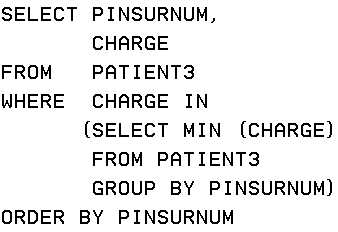 SELECT PINSURNUM,
CHARGE
FROM PATIENT3
WHERE CHARGE IN
(SELECT MIN (CHARGE)
FROM PATIENT3
GROUP BY PINSURNUM)
ORDER BY PINSURNUM